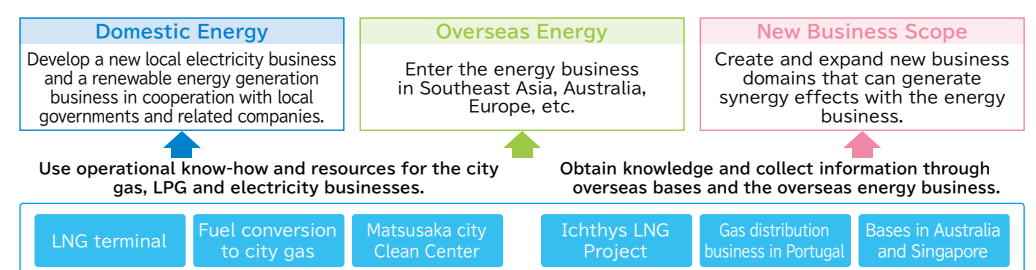 Domestic Energy
Develop a new local electricity business
and a renewable energy generation
business in cooperation with local
governments and related companies.
Overseas Energy
Enter the energy business
in Southeast Asia, Australia,
Europe, etc.
New Business Scope
Create and expand new business
domains that can generate
synergy effects with the energy
business.
Use operational know-how and resources for the city
gas, LPG and electricity businesses.
Obtain knowledge and collect information through
overseas bases and the overseas energy business.
LNG terminal
Fuel conversion
to city gas
Matsusaka city
Clean Center
Ichthys LNG
Project
Gas distribution
business in Portugal
Bases in Australia
and Singapore